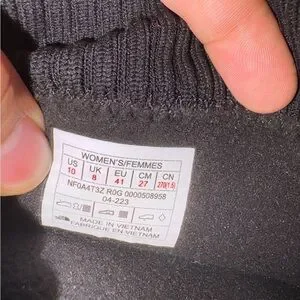 WOMEN'S/FEMMES
US UK EU CM CN
10 8 41 27 270(1.5)
NF0A4T3Z R0G 0000508958
04-223
MADE IN VIETNAM
FABRIQUE EN VIETNAM